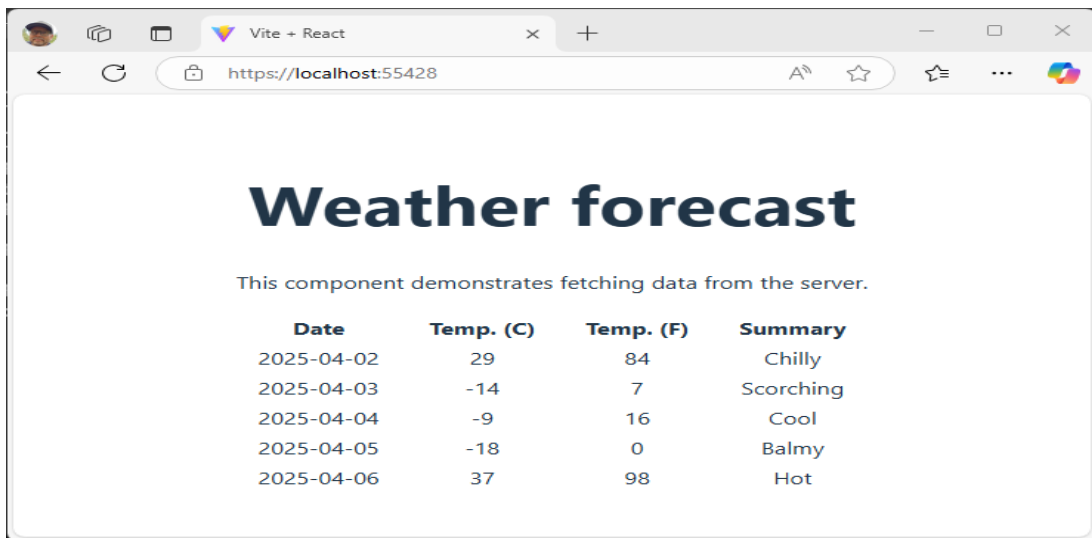 Vite + React
https://localhost:55428
Weather forecast
This component demonstrates fetching data from the server.
Date Temp. (C) Temp. (F) Summary
2025-04-02 29 84 Chilly
2025-04-03 -14 7 Scorching
2025-04-04 -9 16 Cool
2025-04-05 -18 0 Balmy
2025-04-06 37 98 Hot